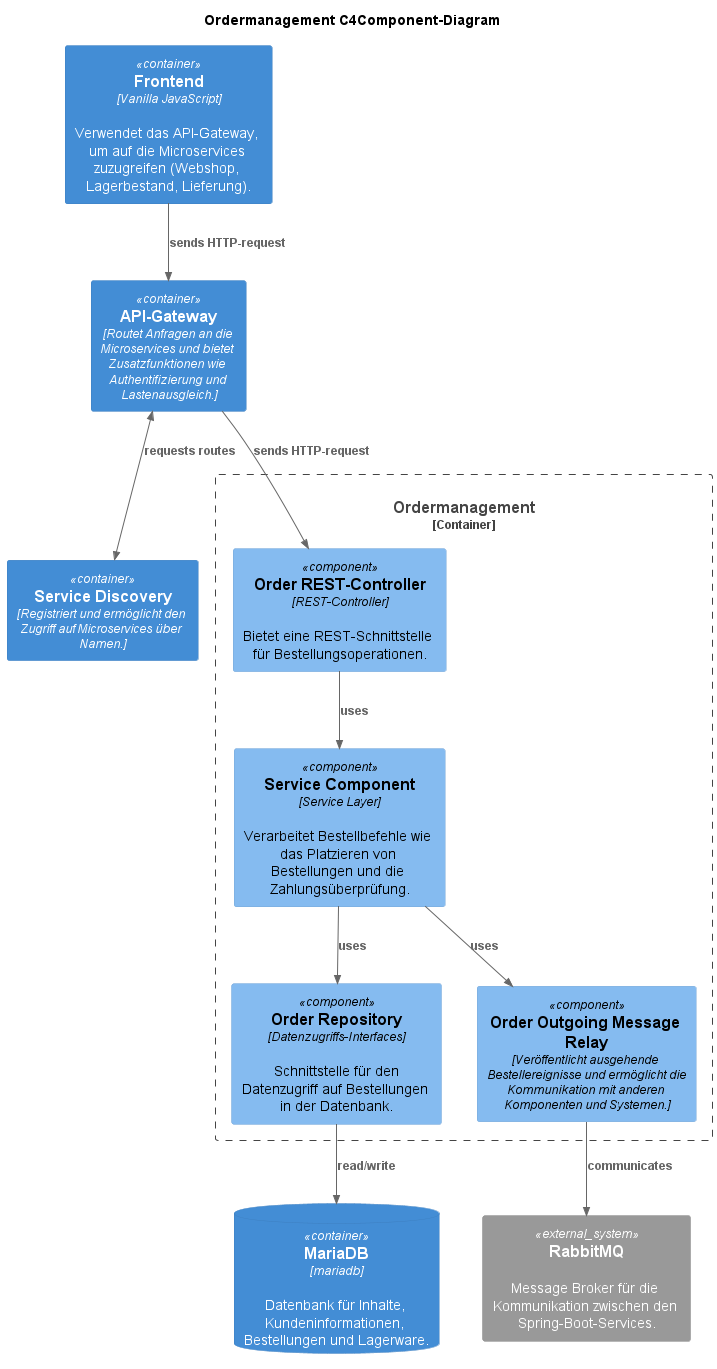 Ordermanagement C4Component-Diagram
«container»
Frontend
[Vanilla JavaScript]
Verwendet das API-Gateway,
um auf die Microservices
zuzugreifen (Webshop,
Lagerbestand, Lieferung).
sends HTTP-request
«container»
API-Gateway
[Routet Anfragen an die
Microservices und bietet
Zusatzfunktionen wie
Authentifizierung und
Lastenausgleich.]
requests routes
sends HTTP-request
«container»
Service Discovery
[Registriert und ermöglicht den
Zugriff auf Microservices über
Namen.]
Ordermanagement
[Container]
«component»
Order REST-Controller
[REST-Controller]
Bietet eine REST-Schnittstelle
für Bestellungsoperationen.
uses
«component»
Service Component
[Service Layer]
Verarbeitet Bestellbefehle wie
das Platzieren von
Bestellungen und die
Zahlungsüberprüfung.
uses
uses
«component»
Order Repository
[Datenzugriffs-Interfaces]
Schnittstelle für den
Datenzugriff auf Bestellungen
in der Datenbank.
«component»
Order Outgoing Message
Relay
[Veröffentlicht ausgehende
Bestellereignisse und ermöglicht die
Kommunikation mit anderen
Komponenten und Systemen.]
read/write
communicates
«container»
MariaDB
[mariadb]
Datenbank für Inhalte,
Kundeninformationen,
Bestellungen und Lagerware.
«external_system»
RabbitMQ
Message Broker für die
Kommunikation zwischen den
Spring-Boot-Services.